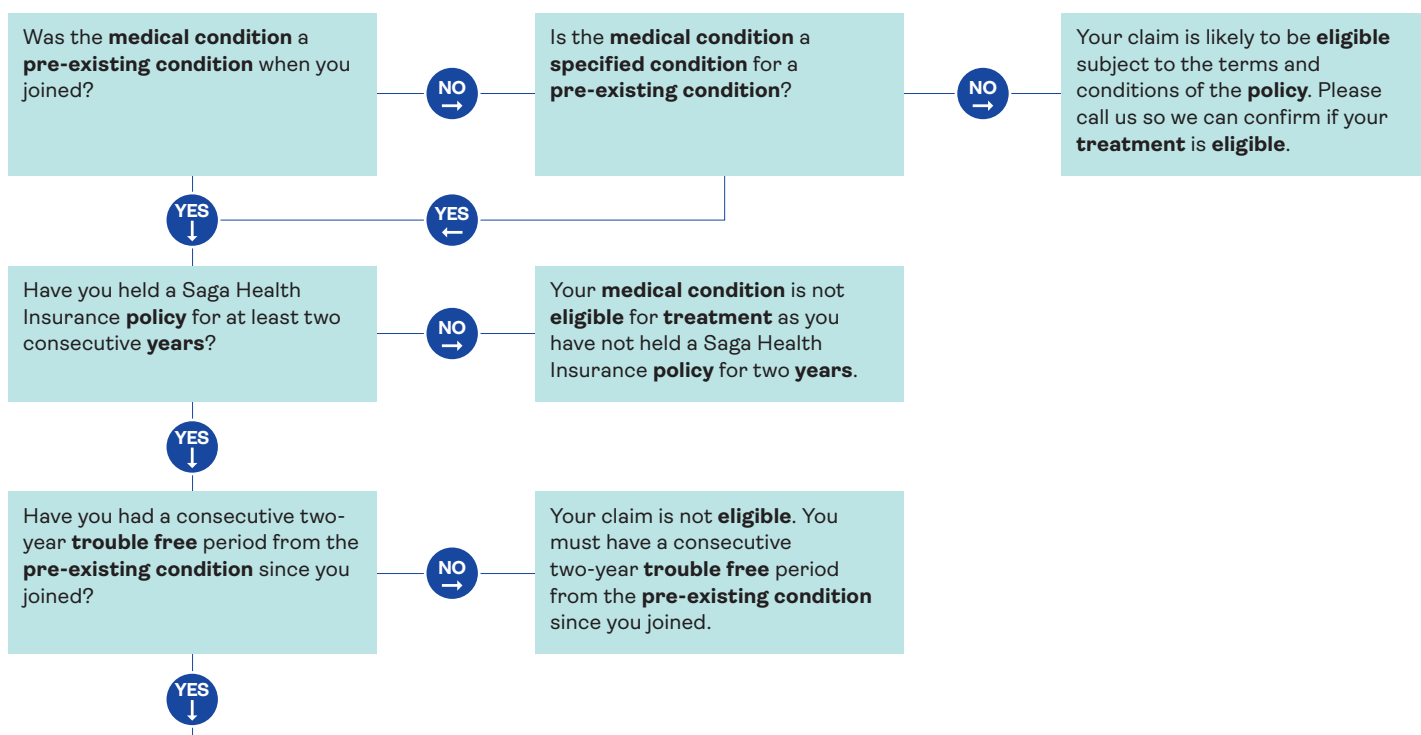 Was the medical condition a
pre-existing condition when you
joined?
NO
→
Is the medical condition a
specified condition for a
pre-existing condition?
NO
→
Your claim is likely to be eligible
subject to the terms and
conditions of the policy. Please
call us so we can confirm if your
treatment is eligible.
YES
↓
YES
←
Have you held a Saga Health
Insurance policy for at least two
consecutive years?
NO
→
Your medical condition is not
eligible for treatment as you
have not held a Saga Health
Insurance policy for two years.
YES
↓
Have you had a consecutive two-
year trouble free period from the
pre-existing condition since you
joined?
NO
→
Your claim is not eligible. You
must have a consecutive
two-year trouble free period
from the pre-existing condition
since you joined.
YES
↓